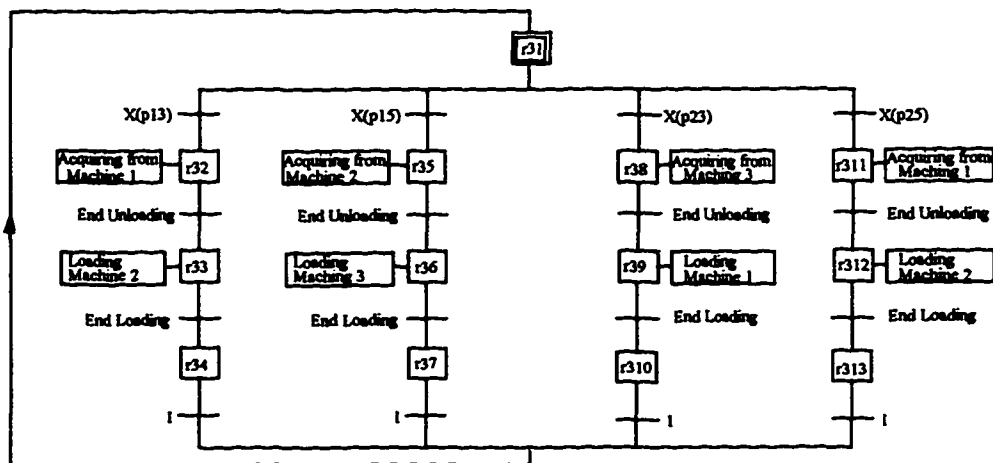 r31
X(p13)
X(p15)
X(p23)
X(p25)
Acquiring from
Machine 1
r32
Acquiring from
Machine 2
r35
r38
Acquiring from
Machine 3
r311
Acquiring from
Maching 1
End Unloading
End Unloading
End Unloading
End Unloading
Loading
Machine 2
r33
Loading
Maching 3
r36
r39
Loading
Machine 1
r312
Loading
Machine 2
End Loading
End Loading
End Loading
End Loading
r34
r37
r310
r313
1
1
1
1